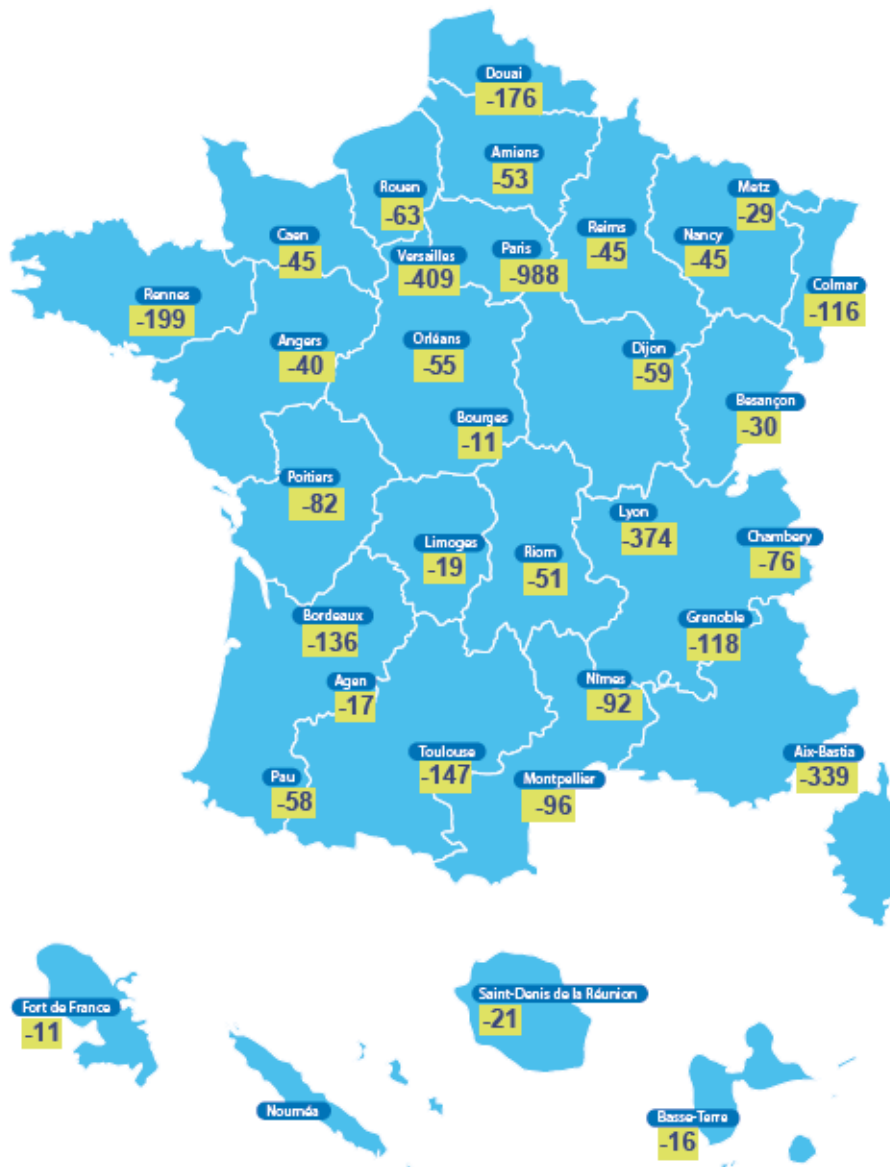 Douai
-176
Amiens
-53
Rouen
-63
Metz
-29
Reims
-45
Nancy
-45
Caen
-45
Versailles
-409
Paris
-988
Colmar
-116
Rennes
-199
Angers
-40
Orléans
-55
Dijon
-59
Besançon
-30
Bourges
-11
Poitiers
-82
Lyon
-374
Chambery
-76
Limoges
-19
Riom
-51
Bordeaux
-136
Grenoble
-118
Agen
-17
Nîmes
-92
Toulouse
-147
Aix-Bastia
-339
Pau
-58
Montpellier
-96
Saint-Denis de la Réunion
-21
Fort de France
-11
Nouméa
Basse-Terre
-16